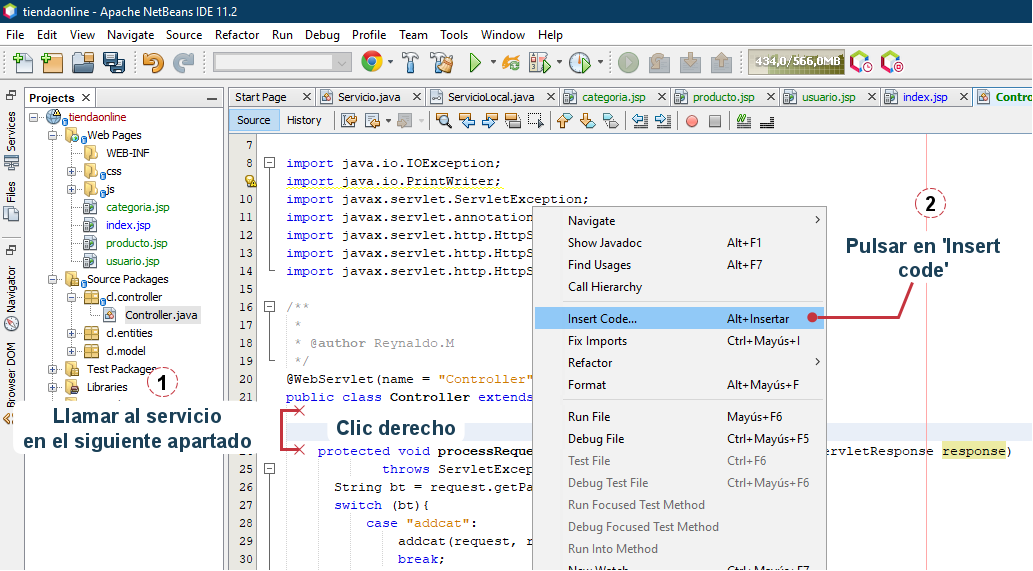 tiendaonline - Apache NetBeans IDE 11.2
File Edit View Navigate Source Refactor Run Debug Profile Team Tools Window Help
434,0/566,0MB
Projects
Start Page Servicio.java ServicioLocal.java categoria.jsp producto.jsp usuario.jsp index.jsp Contr
Source History
Services
Files
Navigator
Browser DOM
tiendaonline
Web Pages
WEB-INF
css
js
categoria.jsp
index.jsp
producto.jsp
usuario.jsp
Source Packages
cl.controller
Controller.java
cl.entities
cl.model
Test Packages
Libraries
1
Llamar al servicio
en el siguiente apartado
Clic derecho
7
8 import java.io.IOException;
import java.io.PrintWriter;
10 import javax.servlet.ServletException;
11 import javax.servlet.annotation
12 import javax.servlet.http.HttpS
13 import javax.servlet.http.HttpS
14 import javax.servlet.http.HttpS
15
16 /**
17 *
18 * @author Reynaldo.M
19 */
20 @WebServlet(name = "Controller"
21 public class Controller extends
protected void processReque rvletResponse response)
25 throws ServletExcep
26 String bt = request.getPa
27 switch (bt){
28 case "addcat":
29 addcat(request, r
30 break;
Navigate
Show Javadoc Alt+F1
Find Usages Alt+F7
Call Hierarchy
Insert Code... Alt+Insertar
Fix Imports Ctrl+Mayús+I
Refactor
Format Alt+Mayús+F
Run File Mayús+F6
Debug File Ctrl+Mayús+F5
Test File Ctrl+F6
Debug Test File Ctrl+Mayús+F6
Run Focused Test Method
Debug Focused Test Method
Run Into Method
New Watch... Ctrl+Mayús+F7
2
Pulsar en 'Insert
code'